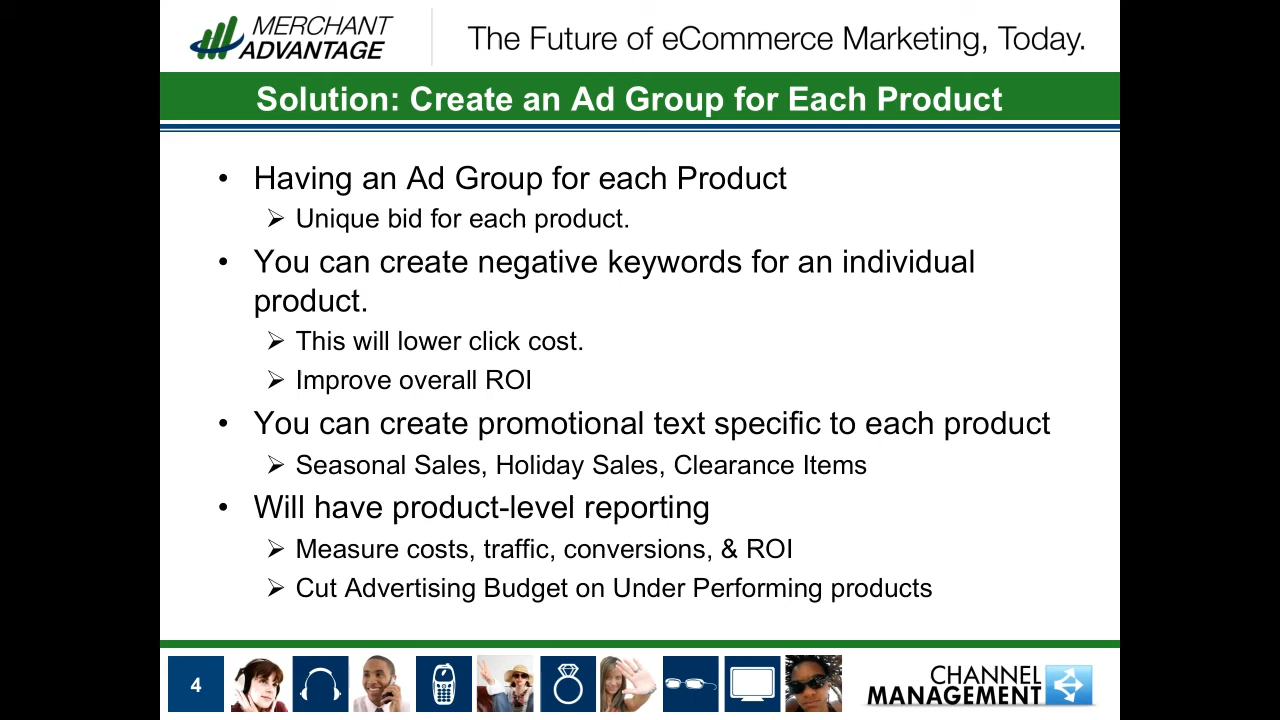 MERCHANT
ADVANTAGE
The Future of eCommerce Marketing, Today.
Solution: Create an Ad Group for Each Product
• Having an Ad Group for each Product
➢ Unique bid for each product.
• You can create negative keywords for an individual
product.
➢ This will lower click cost.
➢ Improve overall ROI
• You can create promotional text specific to each product
➢ Seasonal Sales, Holiday Sales, Clearance Items
• Will have product-level reporting
➢ Measure costs, traffic, conversions, & ROI
➢ Cut Advertising Budget on Under Performing products
4
CHANNEL
MANAGEMENT